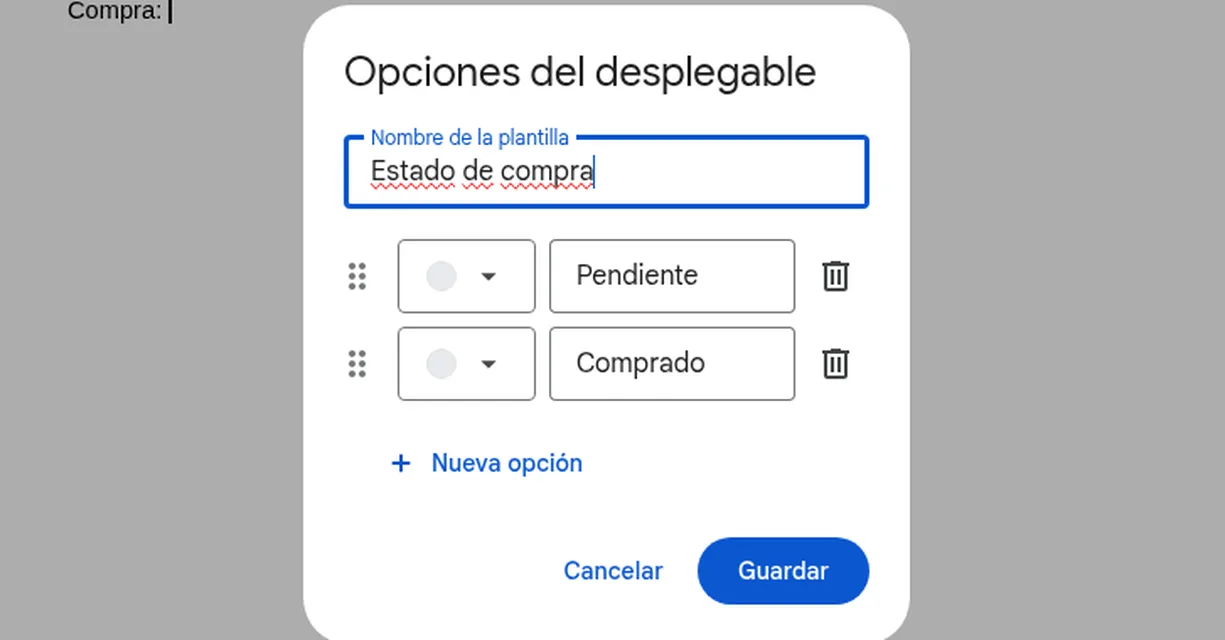 Compra:
Opciones del desplegable
Nombre de la plantilla
Estado de compra
Pendiente
Comprado
+ Nueva opción
Cancelar Guardar